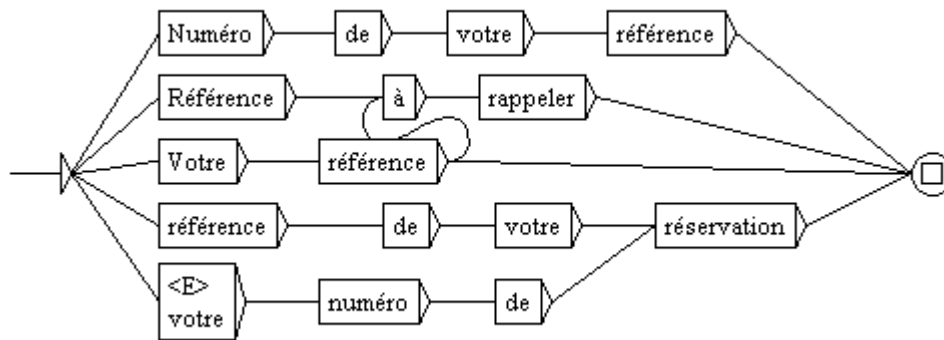 Numéro de votre référence
Référence à rappeler
Votre référence
référence de votre réservation
<E>
votre numéro de